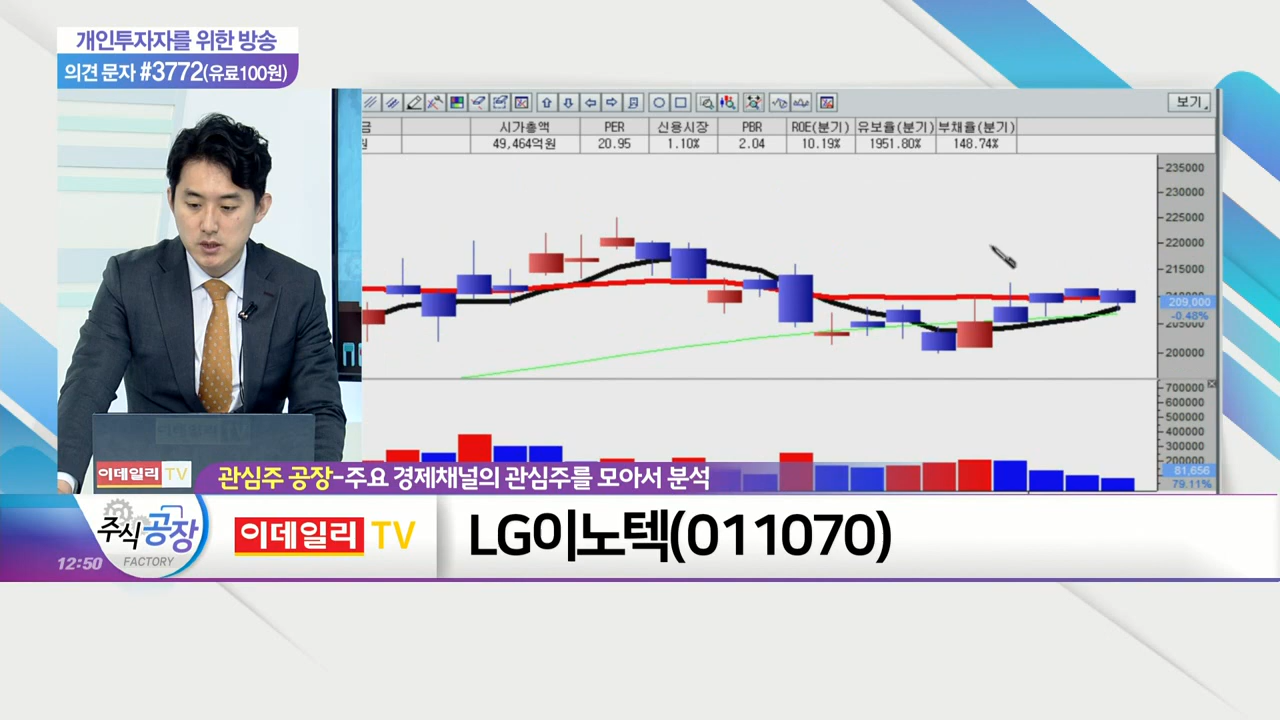 개인투자자를 위한 방송
의견 문자 #3772(유료100원)
보기
시가총액 PER 신용시장 PBR ROE(분기) 유보율(분기) 부채율(분기)
49,464억원 20.95 1.10% 2.04 10.19% 1951.80% 148.74%
235000
230000
225000
220000
215000
209,000
-0.48%
205000
200000
700000
600000
500000
400000
300000
200000
81,656
79.11%
이데일리 TV
관심주 공장-주요 경제채널의 관심주를 모아서 분석
주식공장
FACTORY
12:50
이데일리 TV
LG이노텍(011070)